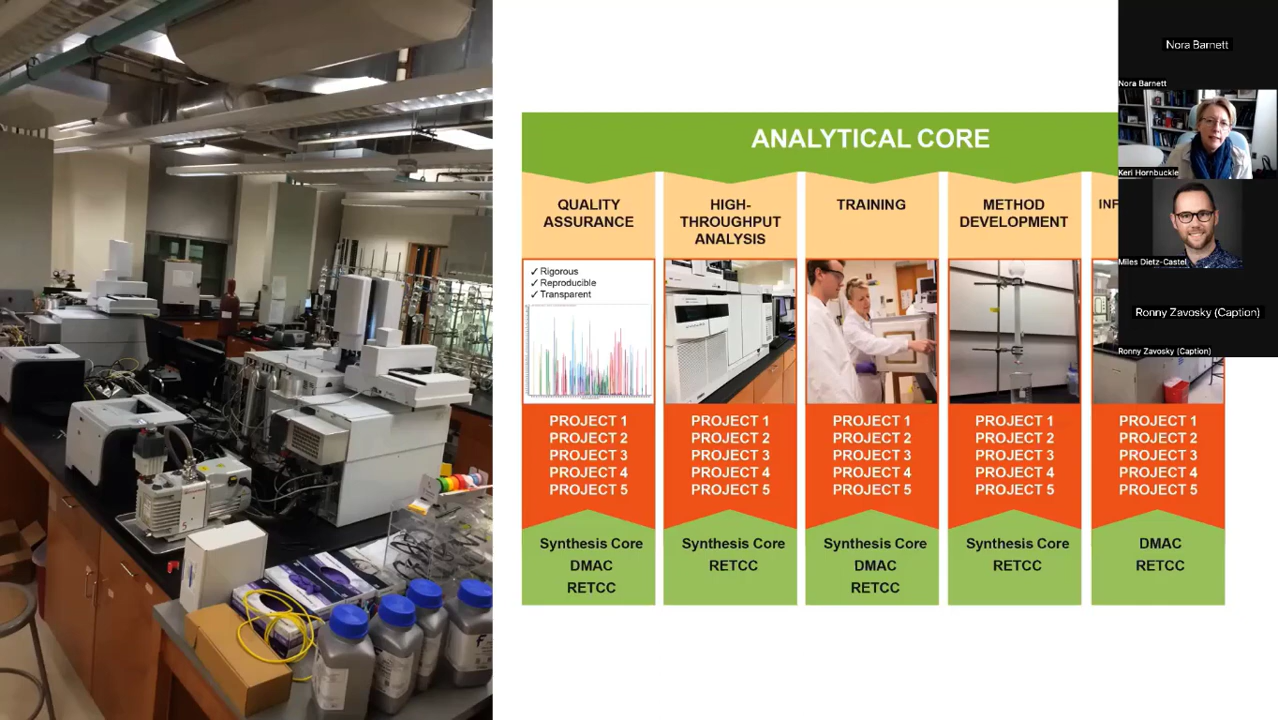 ANALYTICAL CORE
QUALITY
ASSURANCE
✓ Rigorous
✓ Reproducible
✓ Transparent
PROJECT 1
PROJECT 2
PROJECT 3
PROJECT 4
PROJECT 5
Synthesis Core
DMAC
RETCC
HIGH-
THROUGHPUT
ANALYSIS
PROJECT 1
PROJECT 2
PROJECT 3
PROJECT 4
PROJECT 5
Synthesis Core
RETCC
TRAINING
PROJECT 1
PROJECT 2
PROJECT 3
PROJECT 4
PROJECT 5
Synthesis Core
DMAC
RETCC
METHOD
DEVELOPMENT
PROJECT 1
PROJECT 2
PROJECT 3
PROJECT 4
PROJECT 5
Synthesis Core
RETCC
PROJECT 1
PROJECT 2
PROJECT 3
PROJECT 4
PROJECT 5
DMAC
RETCC
Nora Barnett
Nora Barnett
Keri Hornbuckle
Miles Dietz-Castel
Ronny Zavosky (Caption)
Ronny Zavosky (Caption)